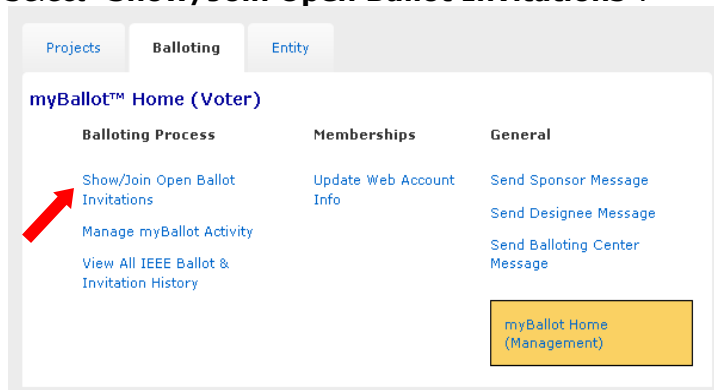 Select "Show/Join Open Ballot Invitations".
Projects
Balloting
Entity
myBallot™ Home (Voter)
Balloting Process
Show/Join Open Ballot
Invitations
Manage myBallot Activity
View All IEEE Ballot &
Invitation History
Memberships
Update Web Account
Info
General
Send Sponsor Message
Send Designee Message
Send Balloting Center
Message
myBallot Home
(Management)